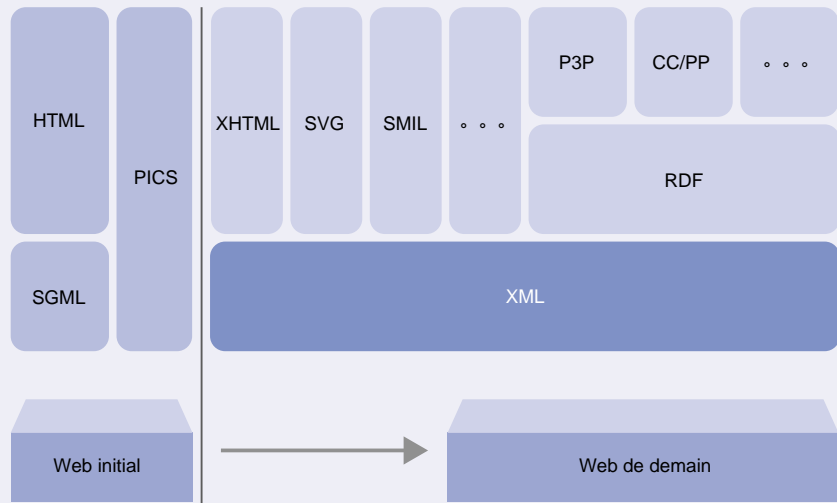 HTML
PICS
SGML
XHTML
SVG
SMIL
° ° °
P3P
CC/PP
° ° °
RDF
XML
Web initial
Web de demain